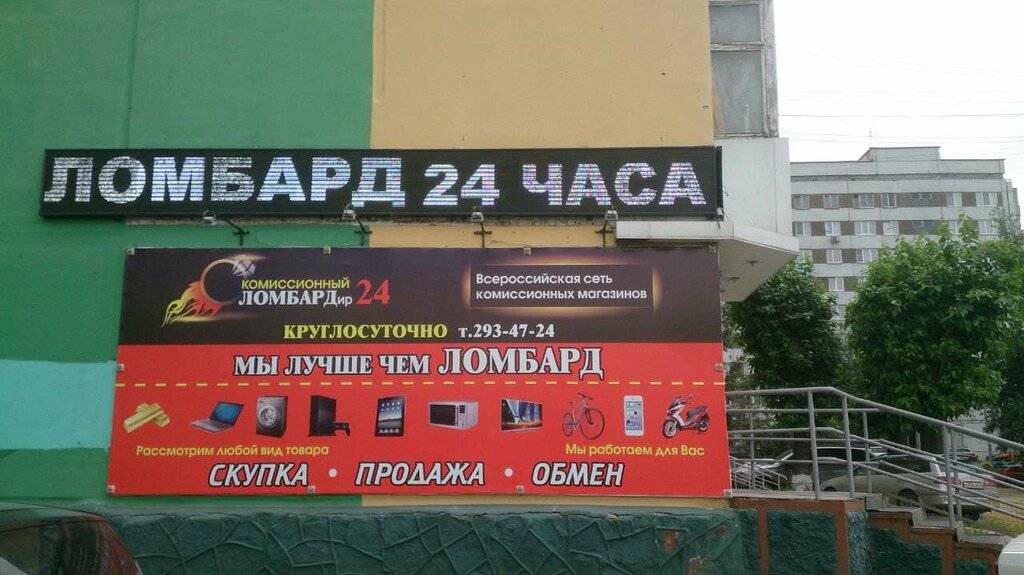 ЛОМБАРД 24 ЧАСА
КОМИССИОННЫЙ
ЛОМБАРДир 24
Всероссийская сеть
комиссионных магазинов
КРУГЛОСУТОЧНО т.293-47-24
МЫ ЛУЧШЕ ЧЕМ ЛОМБАРД
Рассмотрим любой вид товара
Мы работаем для Вас
СКУПКА • ПРОДАЖА • ОБМЕН